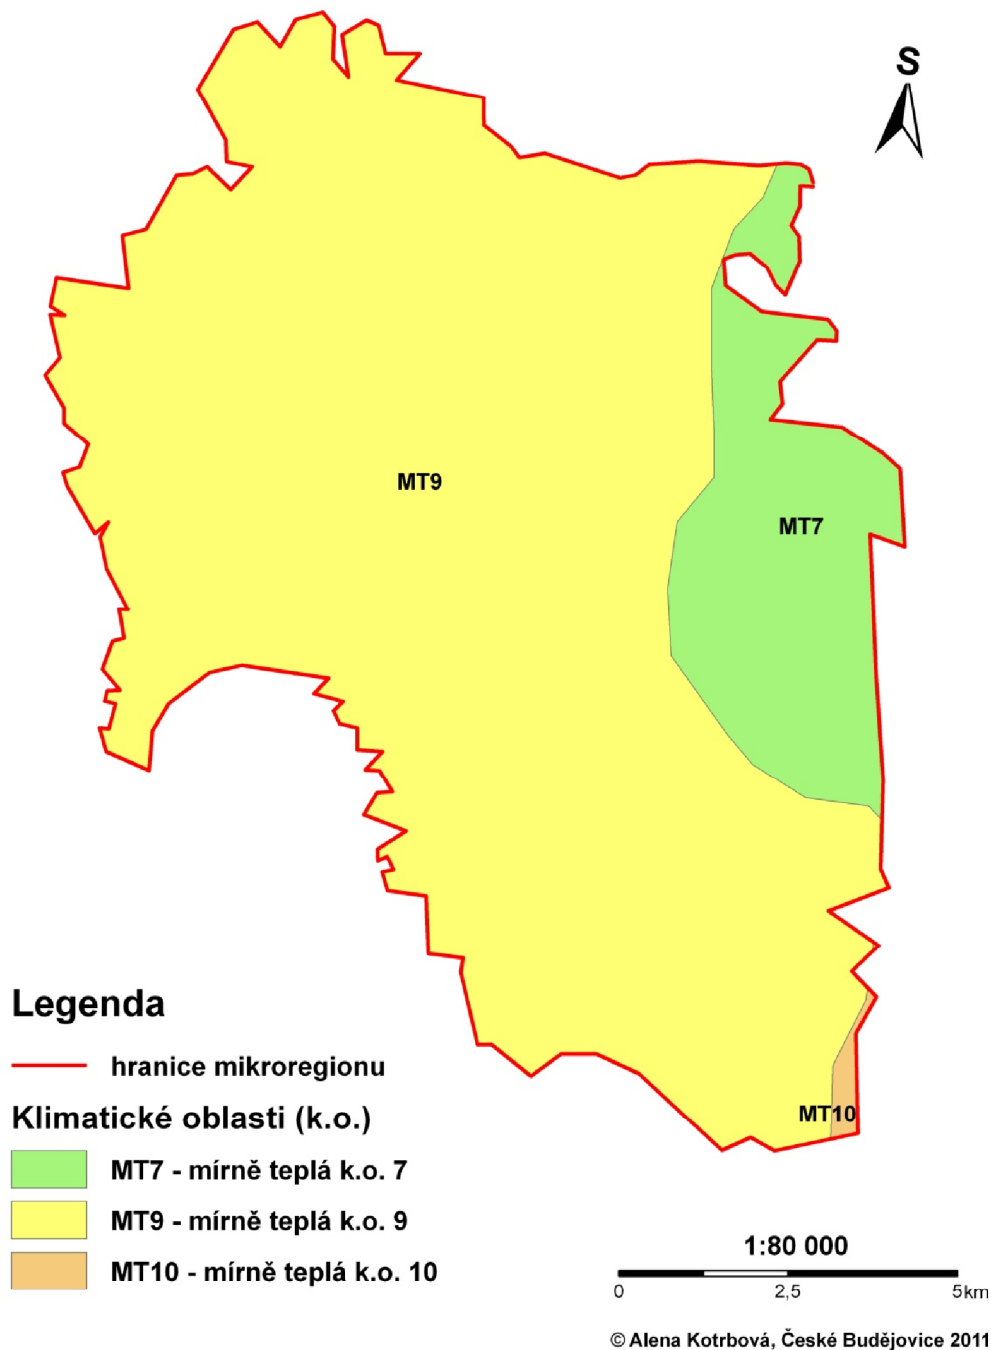 S
MT9
MT7
MT10
Legenda
hranice mikroregionu
Klimatické oblasti (k.o.)
MT7 - mírně teplá k.o. 7
MT9 - mírně teplá k.o. 9
MT10 - mírně teplá k.o. 10
1:80 000
0 2,5 5km
© Alena Kotrbová, České Budějovice 2011